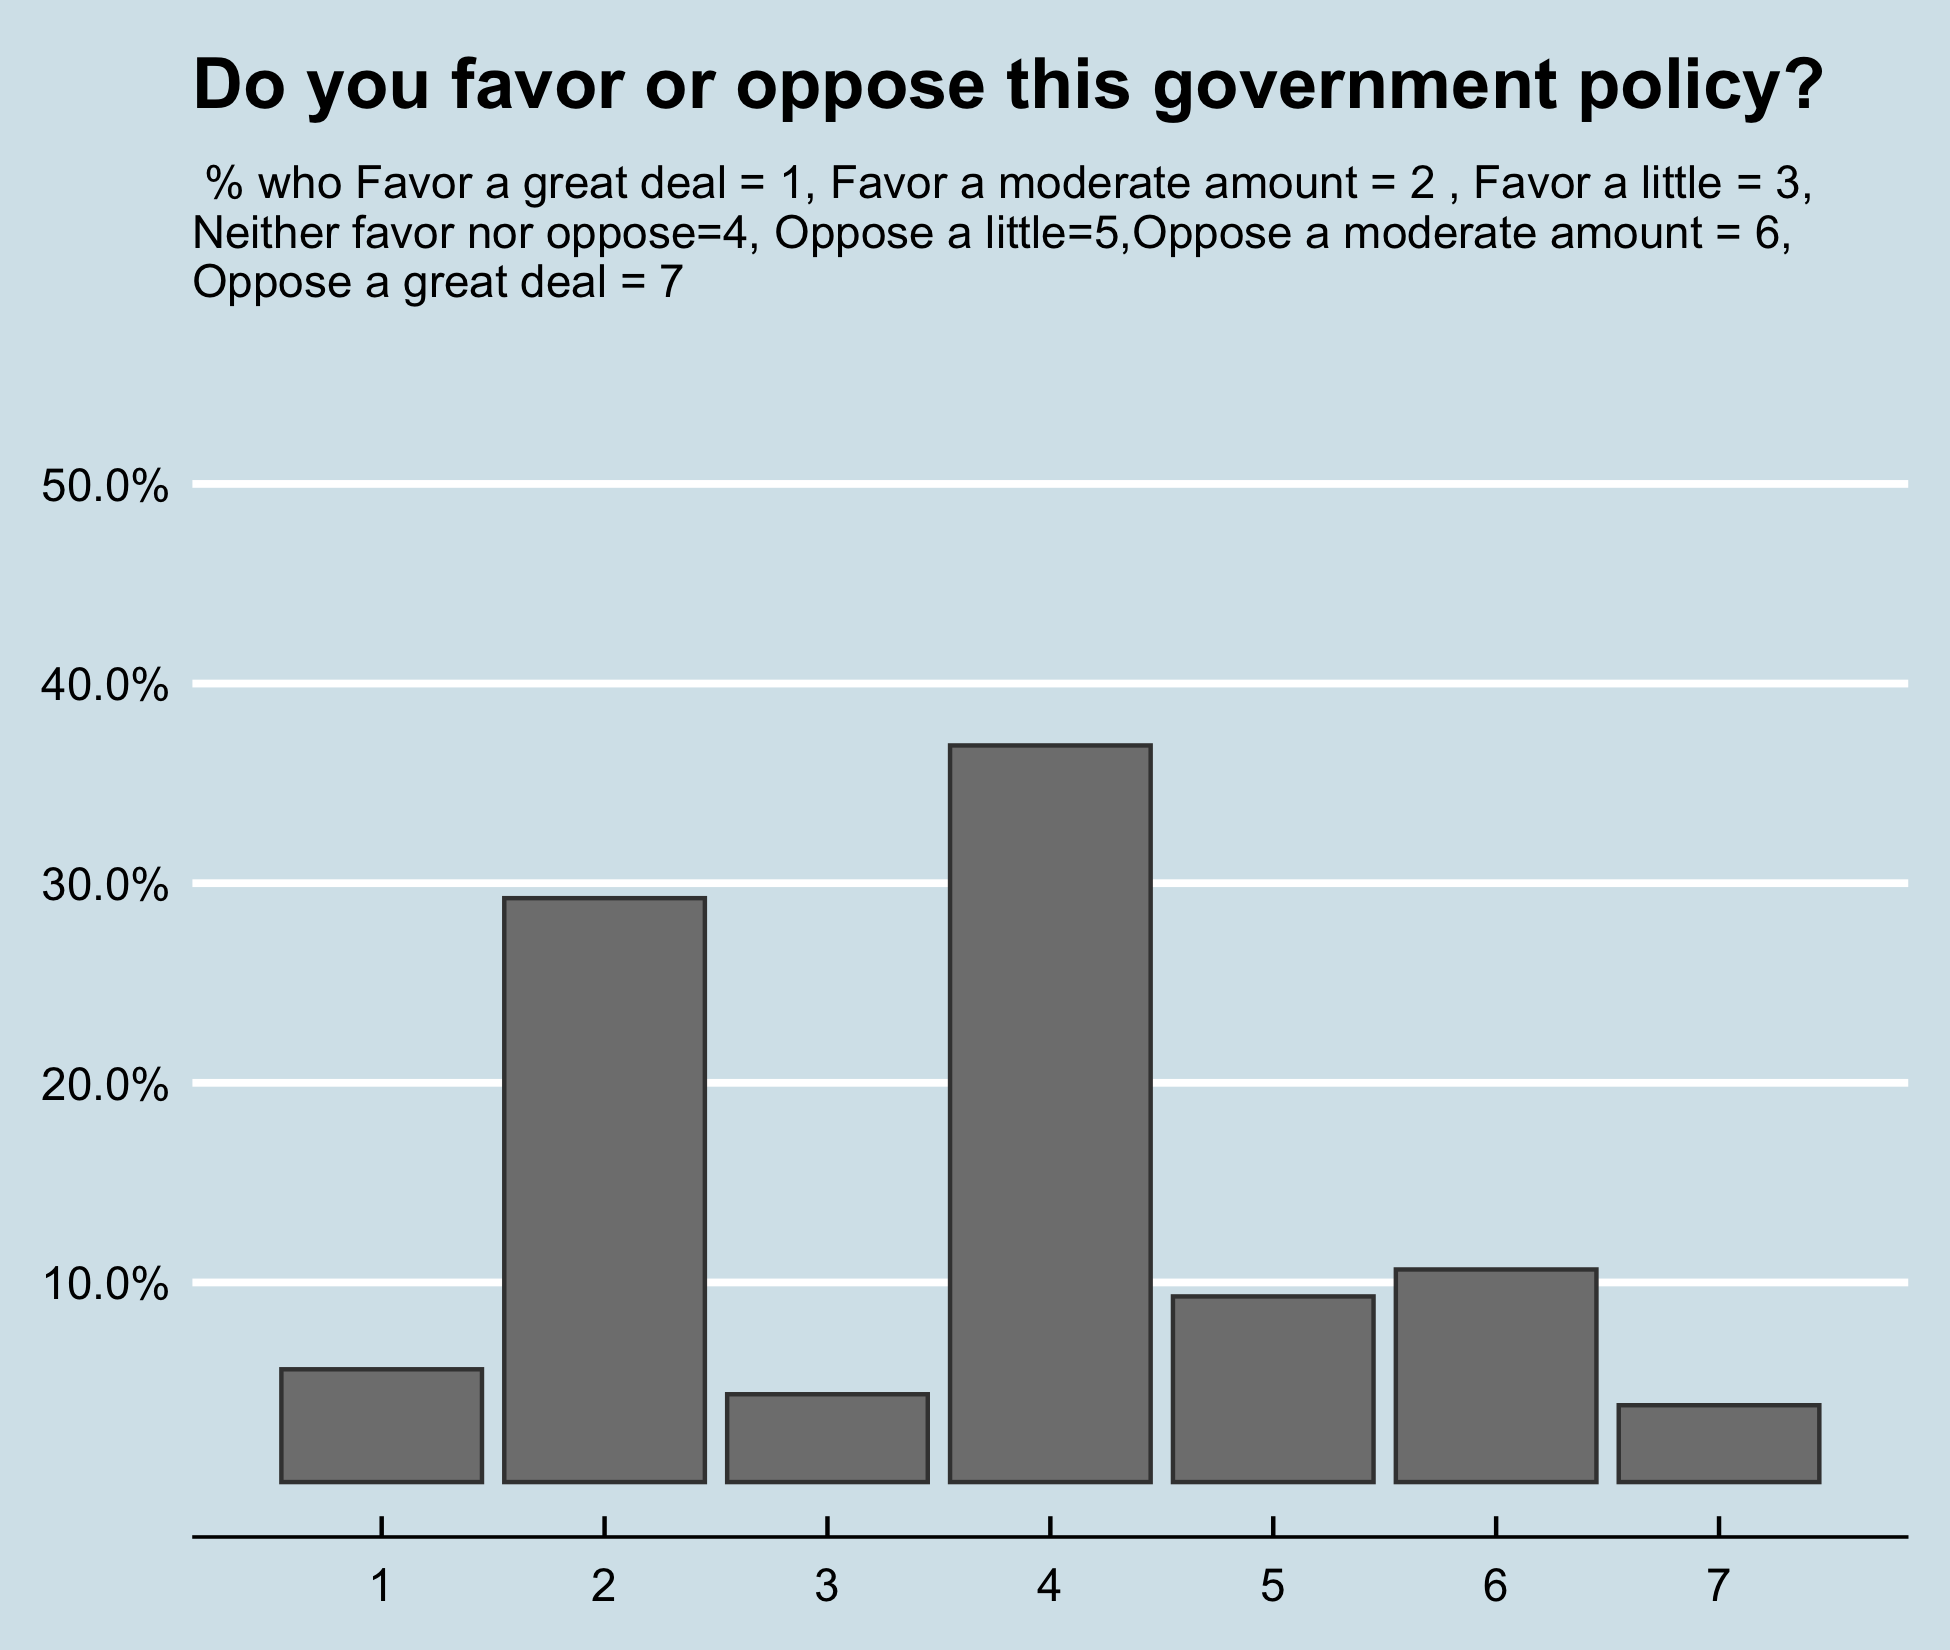 Do you favor or oppose this government policy?
% who Favor a great deal = 1, Favor a moderate amount = 2 , Favor a little = 3,
Neither favor nor oppose=4, Oppose a little=5,Oppose a moderate amount = 6,
Oppose a great deal = 7
50.0%
40.0%
30.0%
20.0%
10.0%
1 2 3 4 5 6 7